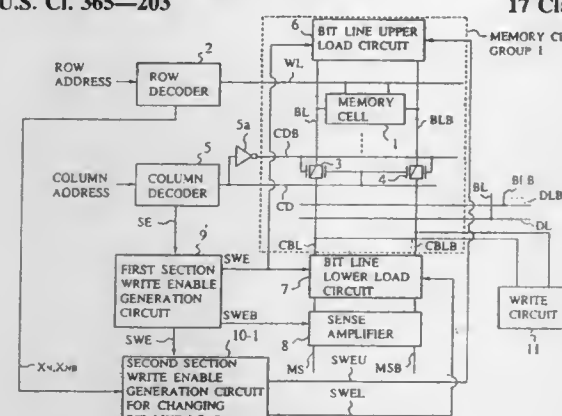 U.S. Cl. 365—203
17 Cl
6
BIT LINE UPPER
LOAD CIRCUIT
MEMORY CE
GROUP 1
2
ROW
ADDRESS
ROW
DECODER
WL
BL
MEMORY
CELL
1
BLB
5a
CDB
3
4
5
COLUMN
ADDRESS
COLUMN
DECODER
CD
BL
BLB
DLB
DL
SE
CBL
CBLB
9'
FIRST SECTION
WRITE ENABLE
GENERATION
CIRCUIT
SWE
7
BIT LINE
LOWER LOAD
CIRCUIT
SWEB
8
SENSE
AMPLIFIER
WRITE
CIRCUIT
11
SWE
10-1
MS
MSB
SWEU
SWEL
SECOND SECTION
WRITE ENABLE
GENERATION CIRCUIT
FOR CHANGING